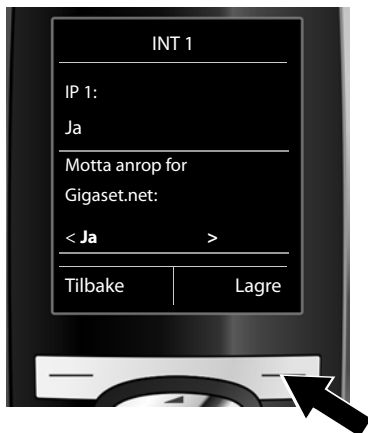 INT 1
IP 1:
Ja
Motta anrop for
Gigaset.net:
< Ja >
Tilbake Lagre